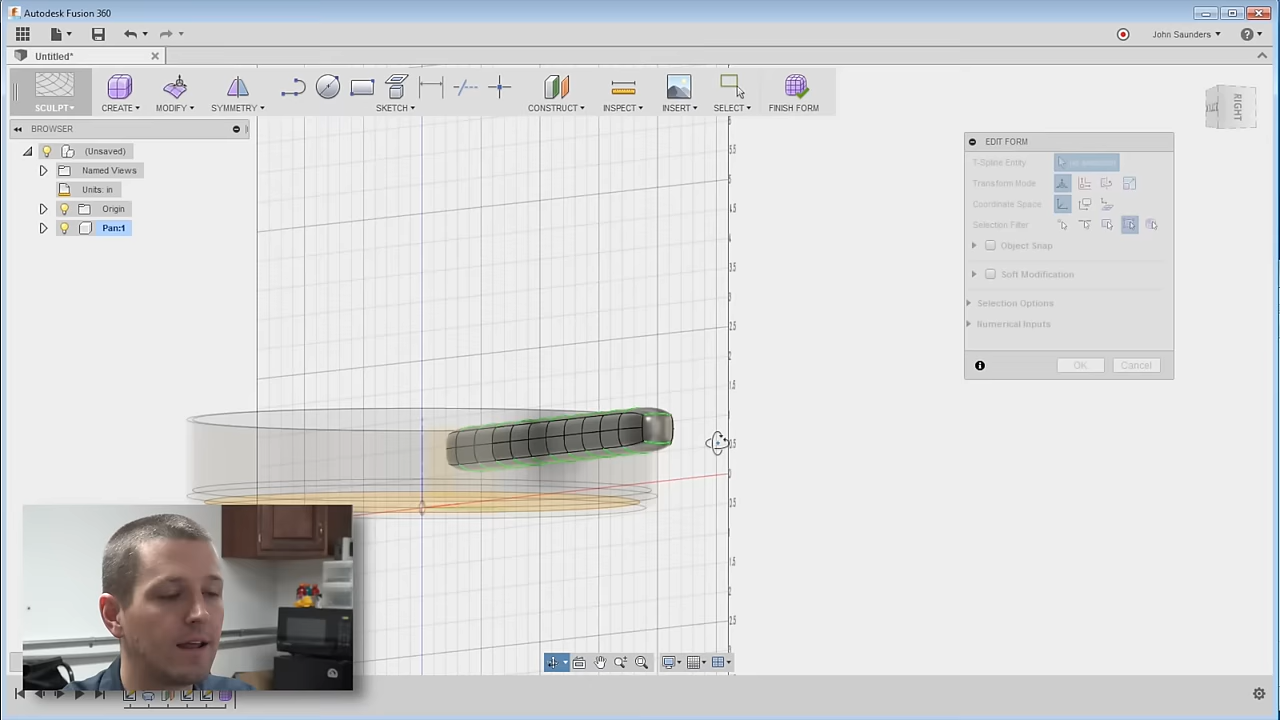 Autodesk Fusion 360
John Saunders
Untitled*
SCULPT
CREATE
MODIFY
SYMMETRY
SKETCH
CONSTRUCT
INSPECT
INSERT
SELECT
FINISH FORM
BROWSER
(Unsaved)
Named Views
Units: in
Origin
Pan:1
RIGHT
EDIT FORM
T-Spline Entity
Transform Mode
Coordinate Space
Selection Filter
Object Snap
Soft Modification
Selection Options
Numerical Inputs
OK
Cancel